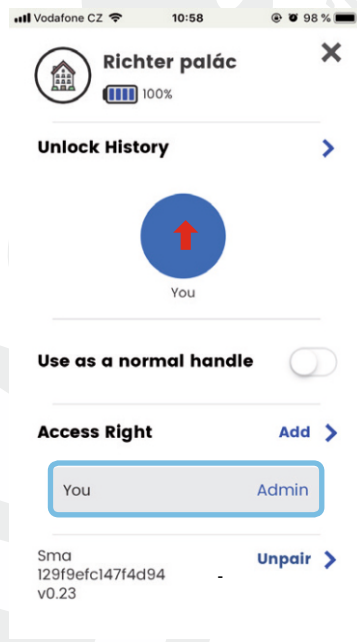 Vodafone CZ 10:58 98 %
Richter palác
100%
Unlock History
You
Use as a normal handle
Access Right Add
You Admin
Sma
129f9efc147f4d94 - Unpair
v0.23